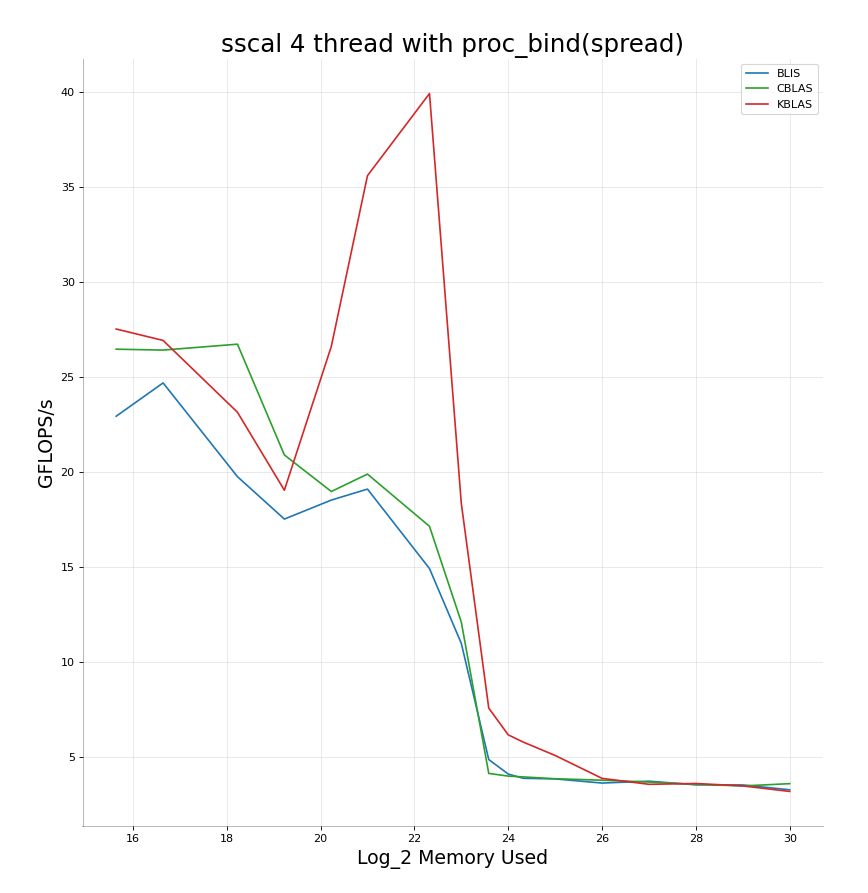 sscal 4 thread with proc_bind(spread)
BLIS
CBLAS
KBLAS
40
35
30
25
20
15
10
5
GFLOPS/s
16 18 20 22 24 26 28 30
Log_2 Memory Used